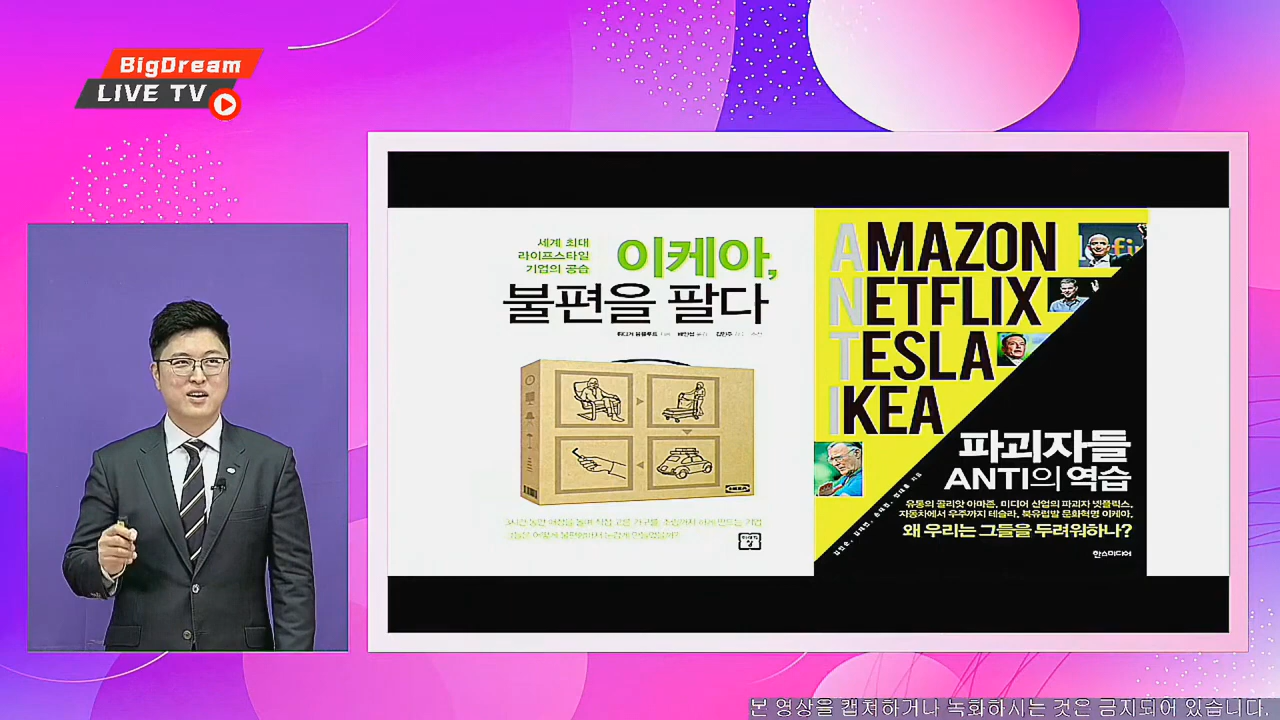 BigDream
LIVE TV
세계 최대
라이프스타일
기업의 공습
이케아,
불편을 팔다
IKEA
AMAZON
NETFLIX
TESLA
IKEA
파괴자들
ANTI의 역습
유통의 골리앗 아마존, 미디어 산업의 파괴자 넷플릭스,
자동차에서 우주까지 테슬라, 북유럽발 문화혁명 이케아,
왜 우리는 그들을 두려워하나?
한스미디어
본 영상을 캡처하거나 녹화하시는 것은 금지되어 있습니다.